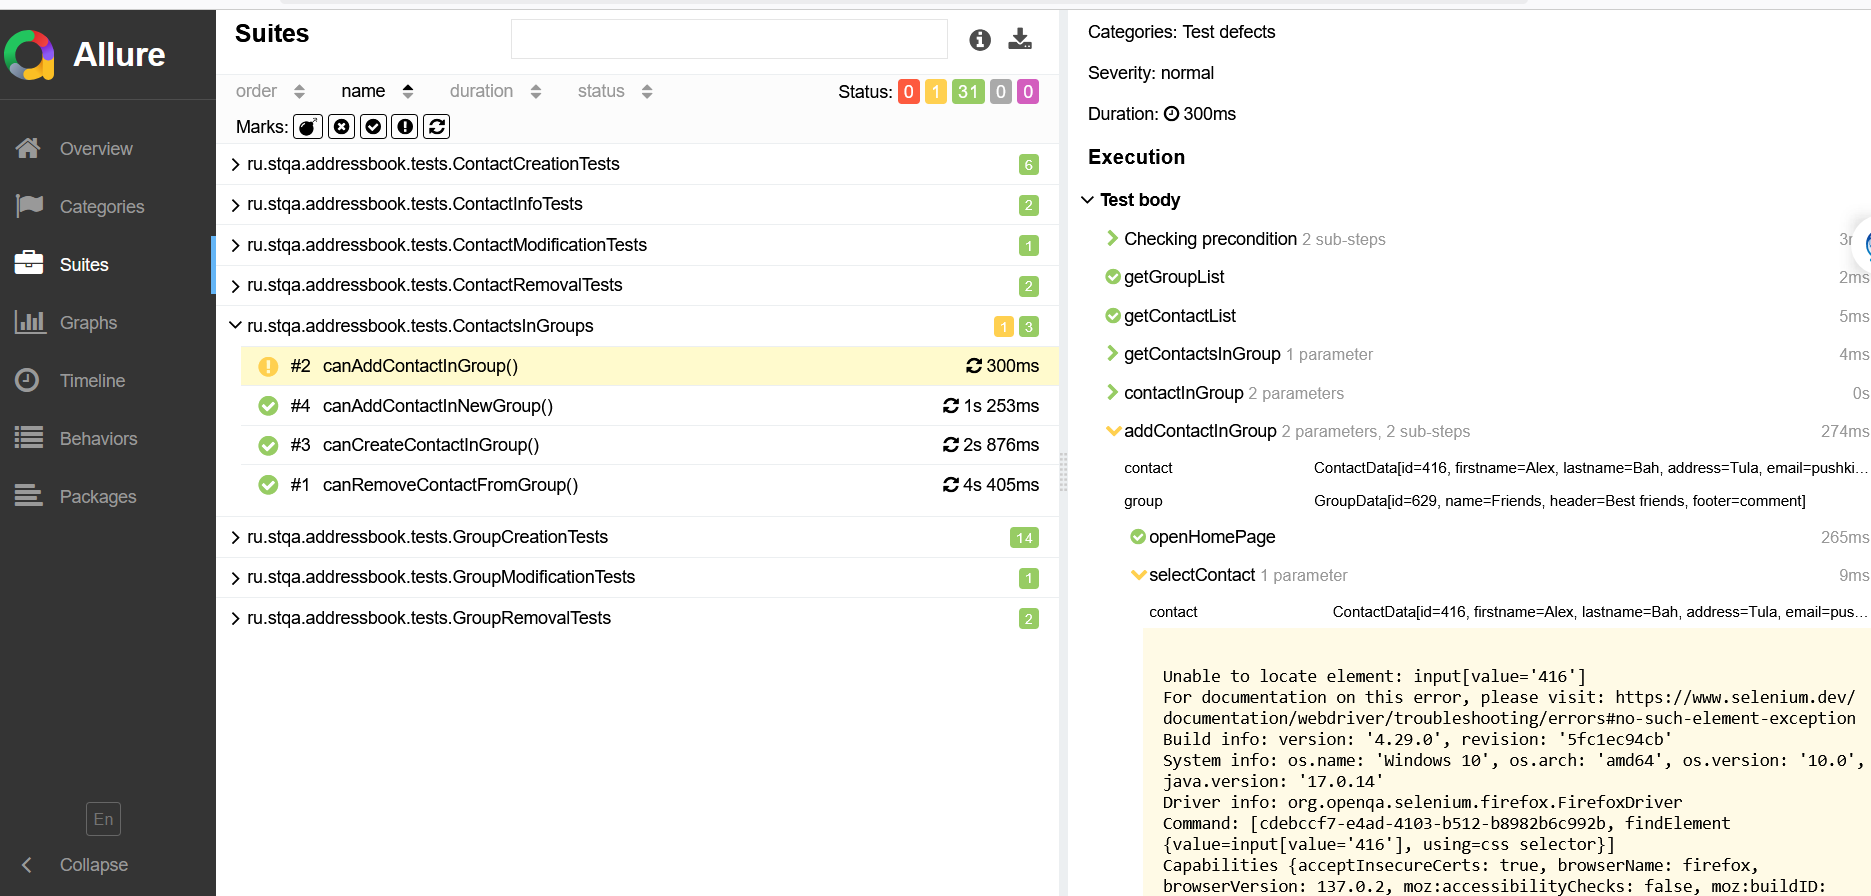 Allure
Overview
Categories
Suites
Graphs
Timeline
Behaviors
Packages
En
Collapse
Suites
order name duration status
Status: 0 1 31 0 0
Marks:
ru.stqa.addressbook.tests.ContactCreationTests 6
ru.stqa.addressbook.tests.ContactInfoTests 2
ru.stqa.addressbook.tests.ContactModificationTests 1
ru.stqa.addressbook.tests.ContactRemovalTests 2
ru.stqa.addressbook.tests.ContactsInGroups 1 3
#2 canAddContactInGroup() 300ms
#4 canAddContactInNewGroup() 1s 253ms
#3 canCreateContactInGroup() 2s 876ms
#1 canRemoveContactFromGroup() 4s 405ms
ru.stqa.addressbook.tests.GroupCreationTests 14
ru.stqa.addressbook.tests.GroupModificationTests 1
ru.stqa.addressbook.tests.GroupRemovalTests 2
Categories: Test defects
Severity: normal
Duration: 300ms
Execution
Test body
Checking precondition 2 sub-steps
getGroupList 2ms
getContactList 5ms
getContactsInGroup 1 parameter 4ms
contactInGroup 2 parameters 0s
addContactInGroup 2 parameters, 2 sub-steps 274ms
contact ContactData[id=416, firstname=Alex, lastname=Bah, address=Tula, email=pushki...
group GroupData[id=629, name=Friends, header=Best friends, footer=comment]
openHomePage 265ms
selectContact 1 parameter 9ms
contact ContactData[id=416, firstname=Alex, lastname=Bah, address=Tula, email=pus...
Unable to locate element: input[value='416']
For documentation on this error, please visit: https://www.selenium.dev/
documentation/webdriver/troubleshooting/errors#no-such-element-exception
Build info: version: '4.29.0', revision: '5fc1ec94cb'
System info: os.name: 'Windows 10', os.arch: 'amd64', os.version: '10.0',
java.version: '17.0.14'
Driver info: org.openqa.selenium.firefox.FirefoxDriver
Command: [cdebccf7-e4ad-4103-b512-b8982b6c992b, findElement
{value=input[value='416'], using=css selector}]
Capabilities {acceptInsecureCerts: true, browserName: firefox,
browserVersion: 137.0.2, moz:accessibilityChecks: false, moz:buildID: